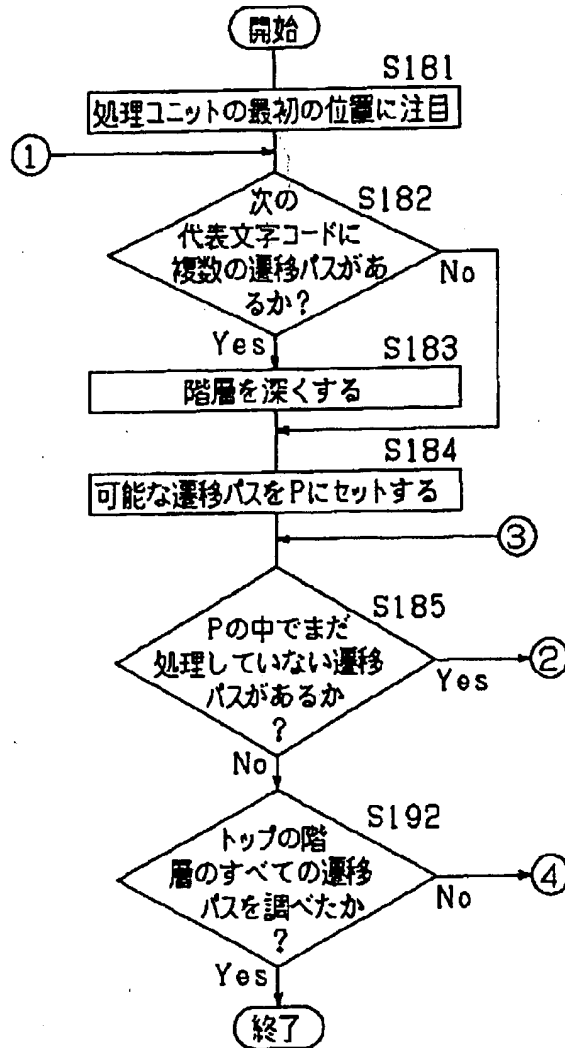 開始
S181
処理ユニットの最初の位置に注目
①
S182
次の
代表文字コードに
複数の遷移パスがあ
るか?
No
Yes
S183
階層を深くする
S184
可能な遷移パスをPにセットする
③
S185
Pの中でまだ
処理していない遷移
パスがあるか
?
②
Yes
No
S192
トップの階
層のすべての遷移
パスを調べたか
?
④
No
Yes
終了